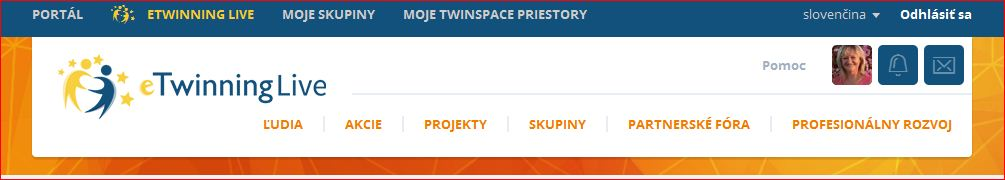 PORTÁL ETWINNING LIVE MOJE SKUPINY MOJE TWINSPACE PRIESTORY slovenčina Odhlásiť sa
Pomoc
eTwinning Live
ĽUDIA AKCIE PROJEKTY SKUPINY PARTNERSKÉ FÓRA PROFESIONÁLNY ROZVOJ